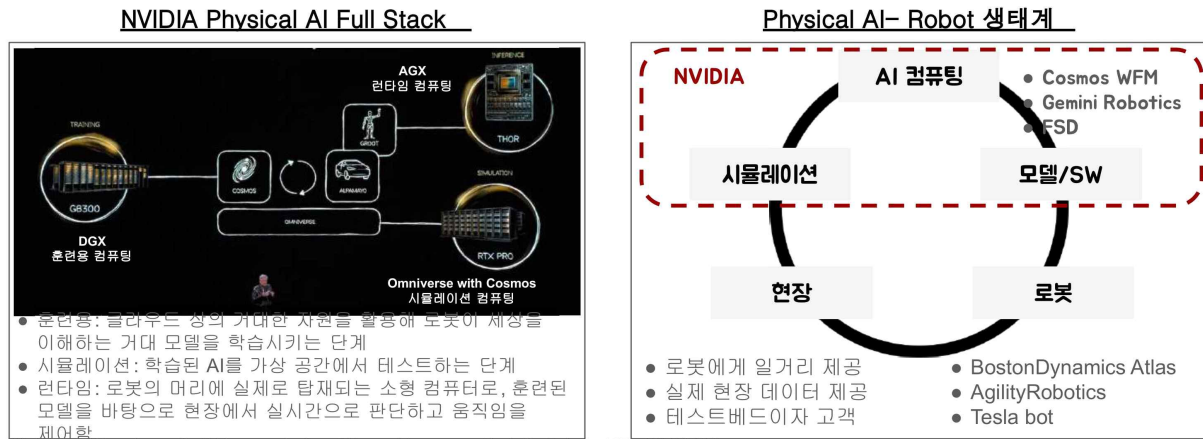 NVIDIA Physical AI Full Stack
TRAINING
GB300
DGX
훈련용 컴퓨팅
COSMOS
GROOT
ALPAMAYO
OMNIVERSE
AGX
런타임 컴퓨팅
INFERENCE
THOR
SIMULATION
RTX PRO
Omniverse with Cosmos
시뮬레이션 컴퓨팅
● 훈련용: 클라우드 상의 거대한 자원을 활용해 로봇이 세상을
이해하는 거대 모델을 학습시키는 단계
● 시뮬레이션: 학습된 AI를 가상 공간에서 테스트하는 단계
● 런타임: 로봇의 머리에 실제로 탑재되는 소형 컴퓨터로, 훈련된
모델을 바탕으로 현장에서 실시간으로 판단하고 움직임을
제어함
Physical AI- Robot 생태계
NVIDIA
AI 컴퓨팅
● Cosmos WFM
● Gemini Robotics
● FSD
시뮬레이션
모델/SW
현장
로봇
● 로봇에게 일거리 제공
● 실제 현장 데이터 제공
● 테스트베드이자 고객
● BostonDynamics Atlas
● AgilityRobotics
● Tesla bot